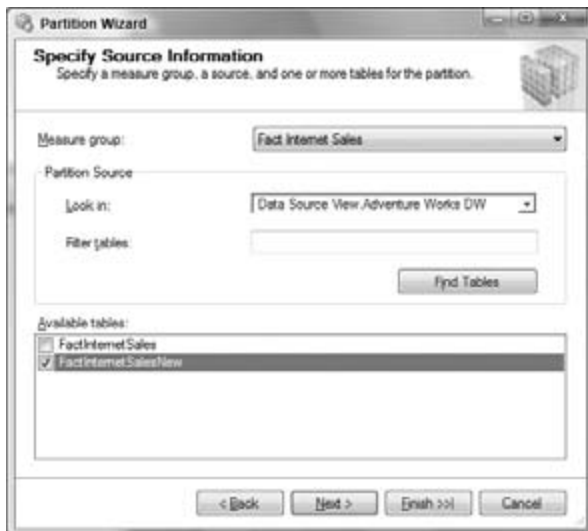 Partition Wizard
Specify Source Information
Specify a measure group, a source, and one or more tables for the partition.
Measure group:
Fact Internet Sales
Partition Source
Look in:
Data Source View.Adventure Works DW
Filter tables:
Find Tables
Available tables:
FactInternetSales
FactInternetSalesNew
< Back
Next >
Finish >>|
Cancel